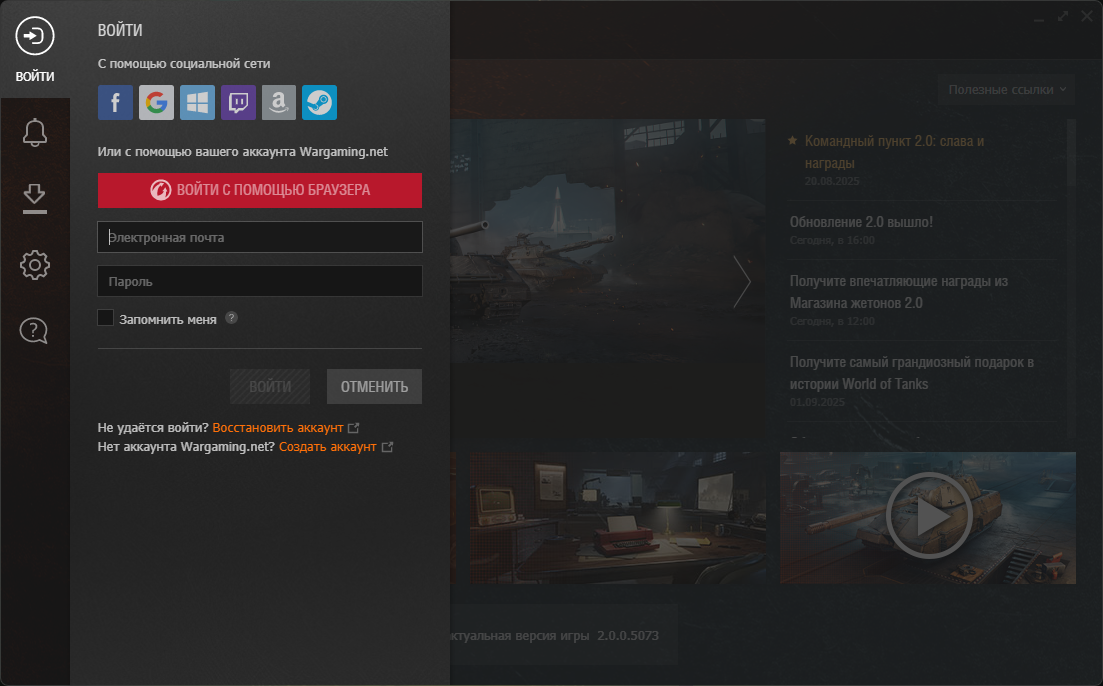 ВОЙТИ
ВОЙТИ
С помощью социальной сети
Или с помощью вашего аккаунта Wargaming.net
ВОЙТИ С ПОМОЩЬЮ БРАУЗЕРА
Электронная почта
Пароль
Запомнить меня ?
ВОЙТИ
ОТМЕНИТЬ
Не удаётся войти? Восстановить аккаунт
Нет аккаунта Wargaming.net? Создать аккаунт
Полезные ссылки
Командный пункт 2.0: слава и
награды
20.08.2025
Обновление 2.0 вышло!
Сегодня, в 16:00
Получите впечатляющие награды из
Магазина жетонов 2.0
Сегодня, в 12:00
Получите самый грандиозный подарок в
истории World of Tanks
01.09.2025
ктуальная версия игры 2.0.0.5073